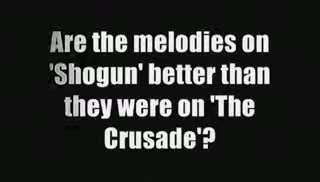 Are the melodies on
'Shogun' better than
they were on 'The
Crusade'?